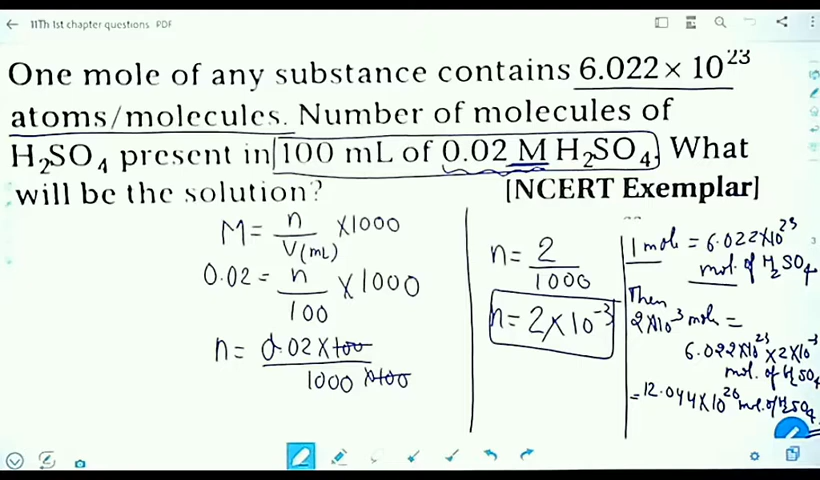 11Th 1st chapter questions PDF
One mole of any substance contains 6.022 × 10²³
atoms/molecules. Number of molecules of
H₂SO₄ present in 100 mL of 0.02 M H₂SO₄. What
will be the solution?
[NCERT Exemplar]
M = n/V(mL) ×1000
0.02 = n/100 × 1000
n = 0.02 × 100/1000 ×100
n = 2/1000
n = 2×10⁻³
1 mole = 6.022×10²³
mol. of H₂SO₄
Then
2×10⁻³ mole =
6.022×10²³ × 2×10⁻³
mol. of H₂SO₄
= 12.044×10²⁰ mol. of H₂SO₄